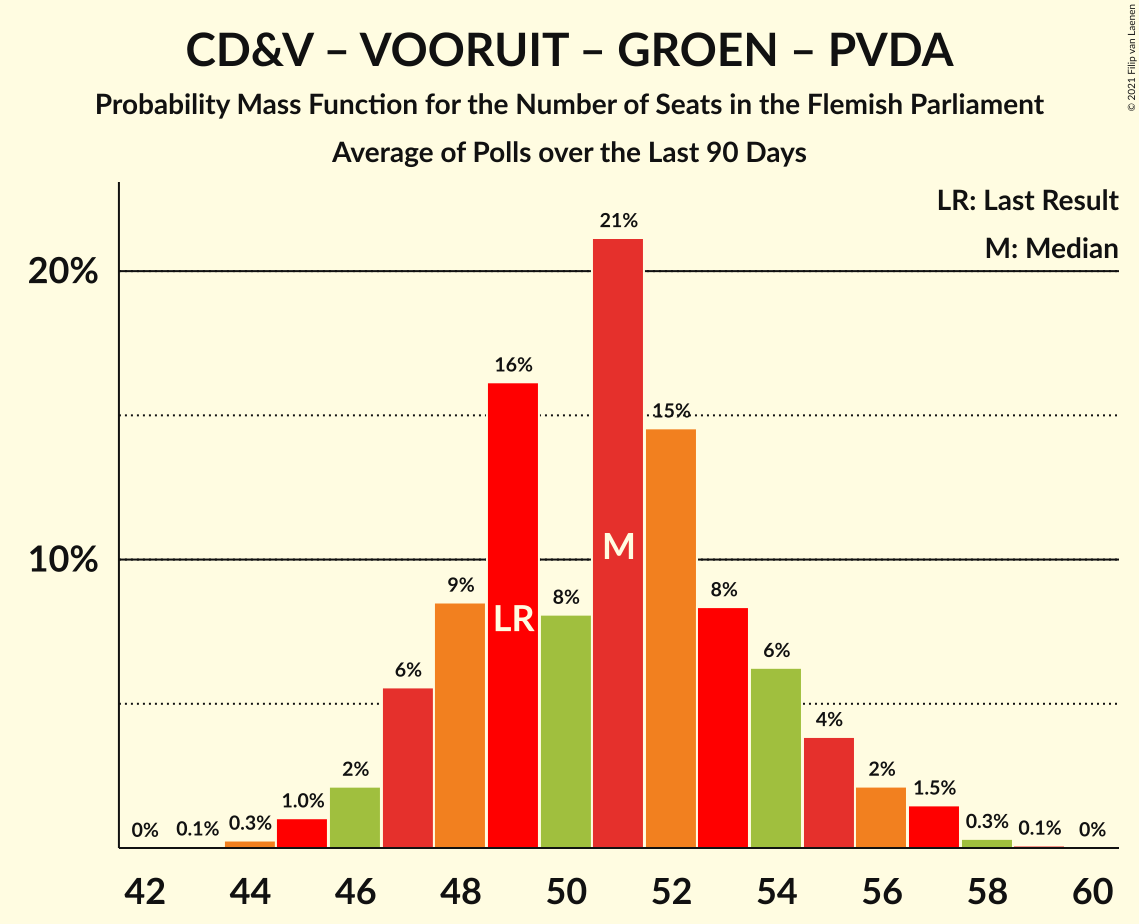 CD&V – VOORUIT – GROEN – PVDA
Probability Mass Function for the Number of Seats in the Flemish Parliament
Average of Polls over the Last 90 Days
© 2021 Filip van Laenen
LR: Last Result
M: Median
20%
10%
0%
0.1%
0.3%
1.0%
2%
6%
9%
16%
8%
21%
15%
8%
6%
4%
2%
1.5%
0.3%
0.1%
0%
LR
M
42 44 46 48 50 52 54 56 58 60